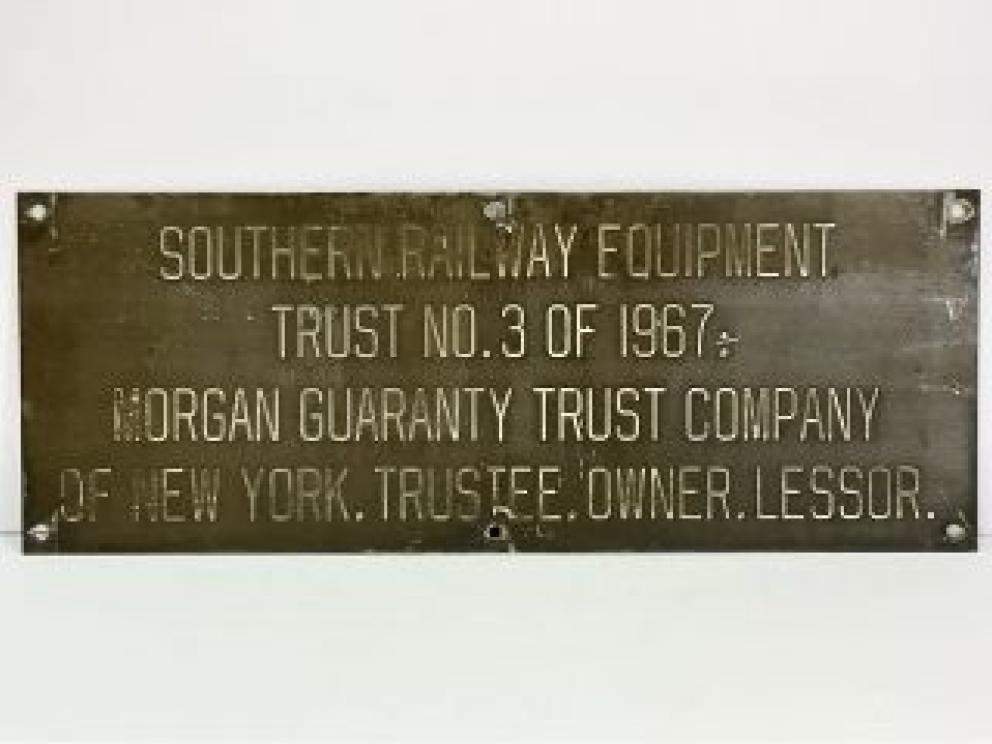 SOUTHERN RAILWAY EQUIPMENT
TRUST NO. 3 OF 1967.
MORGAN GUARANTY TRUST COMPANY
OF NEW YORK. TRUSTEE. OWNER. LESSOR.